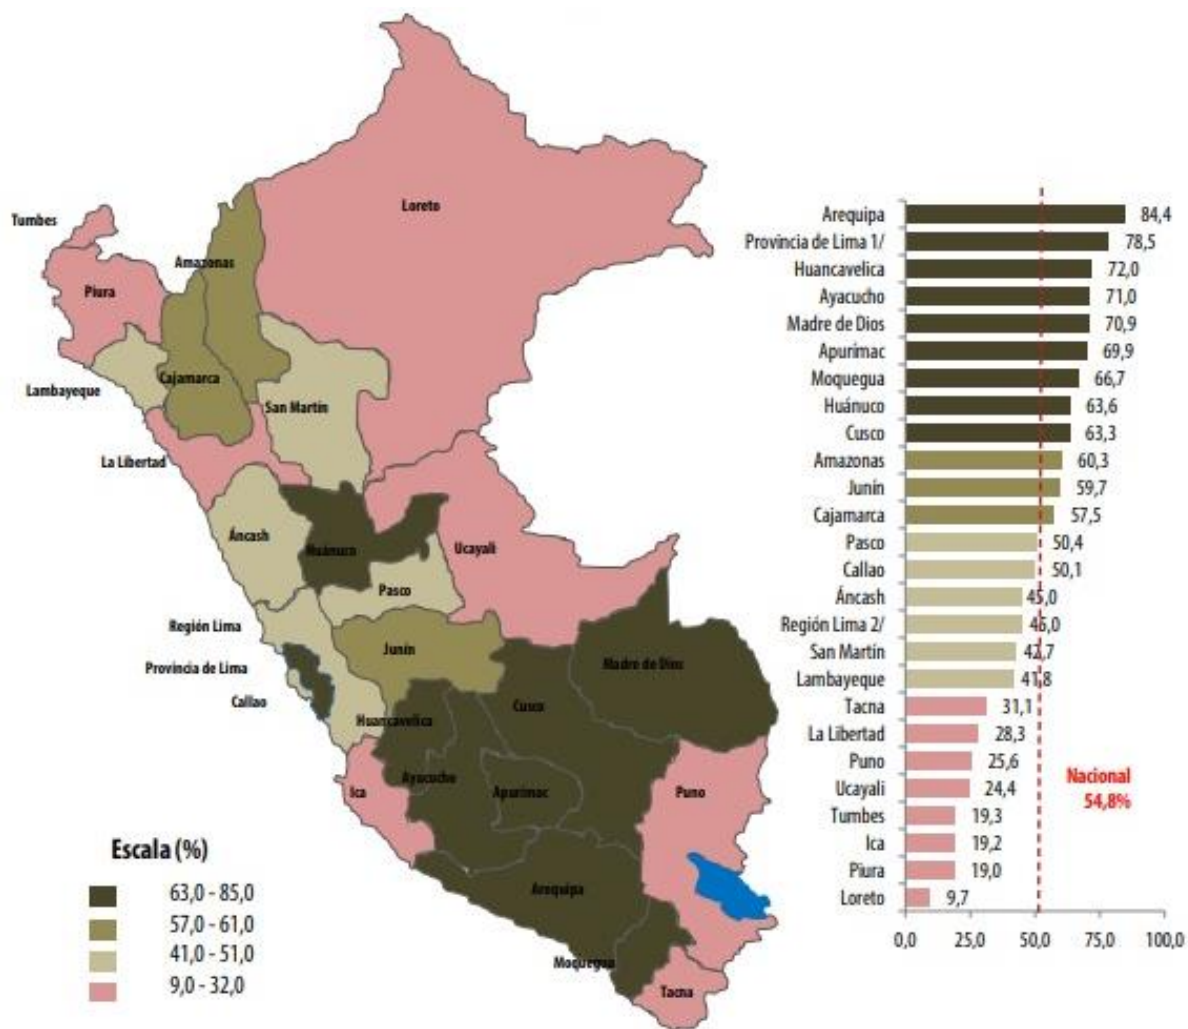 Loreto
Tumbes
Amazonas
Piura
Cajamarca
Lambayeque
San Martín
La Libertad
Áncash
Huánuco
Ucayali
Pasco
Región Lima
Junín
Provincia de Lima
Madre de Dios
Callao
Cusco
Huancavelica
Ayacucho
Apurímac
Ica
Puno
Arequipa
Moquegua
Tacna
Escala (%)
63,0 - 85,0
57,0 - 61,0
41,0 - 51,0
9,0 - 32,0
Arequipa 84,4
Provincia de Lima 1/ 78,5
Huancavelica 72,0
Ayacucho 71,0
Madre de Dios 70,9
Apurímac 69,9
Moquegua 66,7
Huánuco 63,6
Cusco 63,3
Amazonas 60,3
Junín 59,7
Cajamarca 57,5
Pasco 50,4
Callao 50,1
Áncash 45,0
Región Lima 2/ 45,0
San Martín 42,7
Lambayeque 41,8
Tacna 31,1
La Libertad 28,3
Puno 25,6
Ucayali 24,4
Tumbes 19,3
Ica 19,2
Piura 19,0
Loreto 9,7
Nacional
54,8%
0,0 25,0 50,0 75,0 100,0